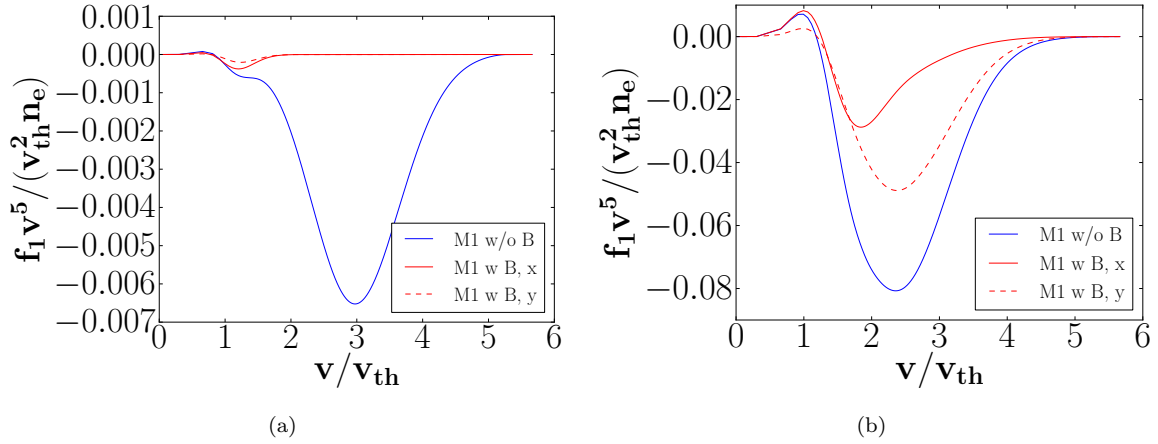 0.001
0.000
−0.001
−0.002
−0.003
−0.004
−0.005
−0.006
−0.007
f₁v⁵/(v²ₜₕnₑ)
0 1 2 3 4 5 6
v/vₜₕ
M1 w/o B
M1 w B, x
M1 w B, y
(a)
0.00
−0.02
−0.04
−0.06
−0.08
f₁v⁵/(v²ₜₕnₑ)
0 1 2 3 4 5 6
v/vₜₕ
M1 w/o B
M1 w B, x
M1 w B, y
(b)